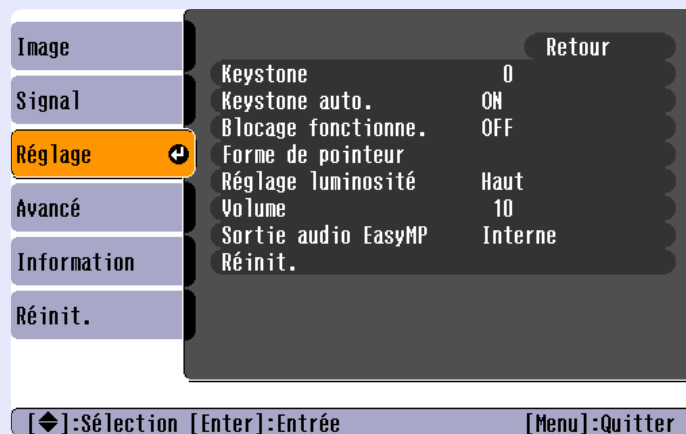 Image
Signal
Réglage
Avancé
Information
Réinit.
Retour
Keystone 0
Keystone auto. ON
Blocage fonctionne. OFF
Forme de pointeur
Réglage luminosité Haut
Volume 10
Sortie audio EasyMP Interne
Réinit.
[◆]:Sélection [Enter]:Entrée [Menu]:Quitter